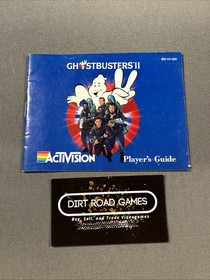 GHOSTBUSTERS II
ACTIVISION
Player's Guide
DIRT ROAD GAMES
Buy, Sell, and Trade Videogames